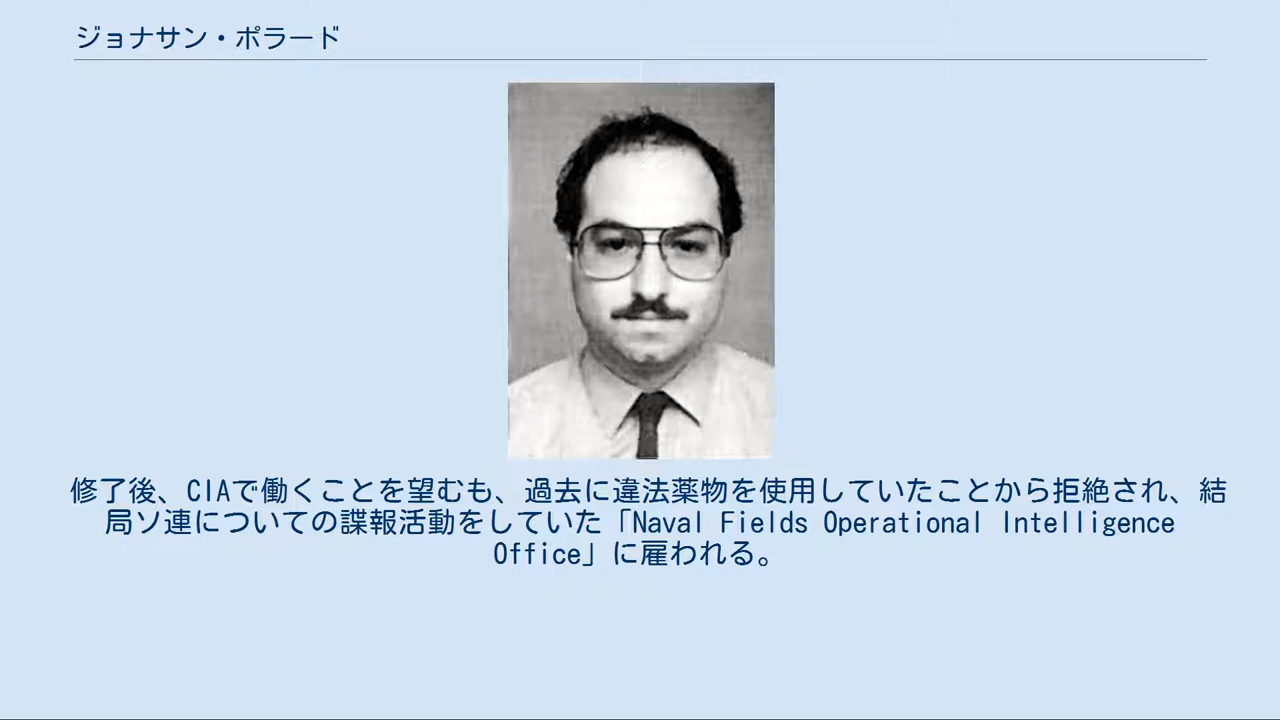 ジョナサン・ポラード
修了後、CIAで働くことを望むも、過去に違法薬物を使用していたことから拒絶され、結
局ソ連についての諜報活動をしていた「Naval Fields Operational Intelligence
Office」に雇われる。